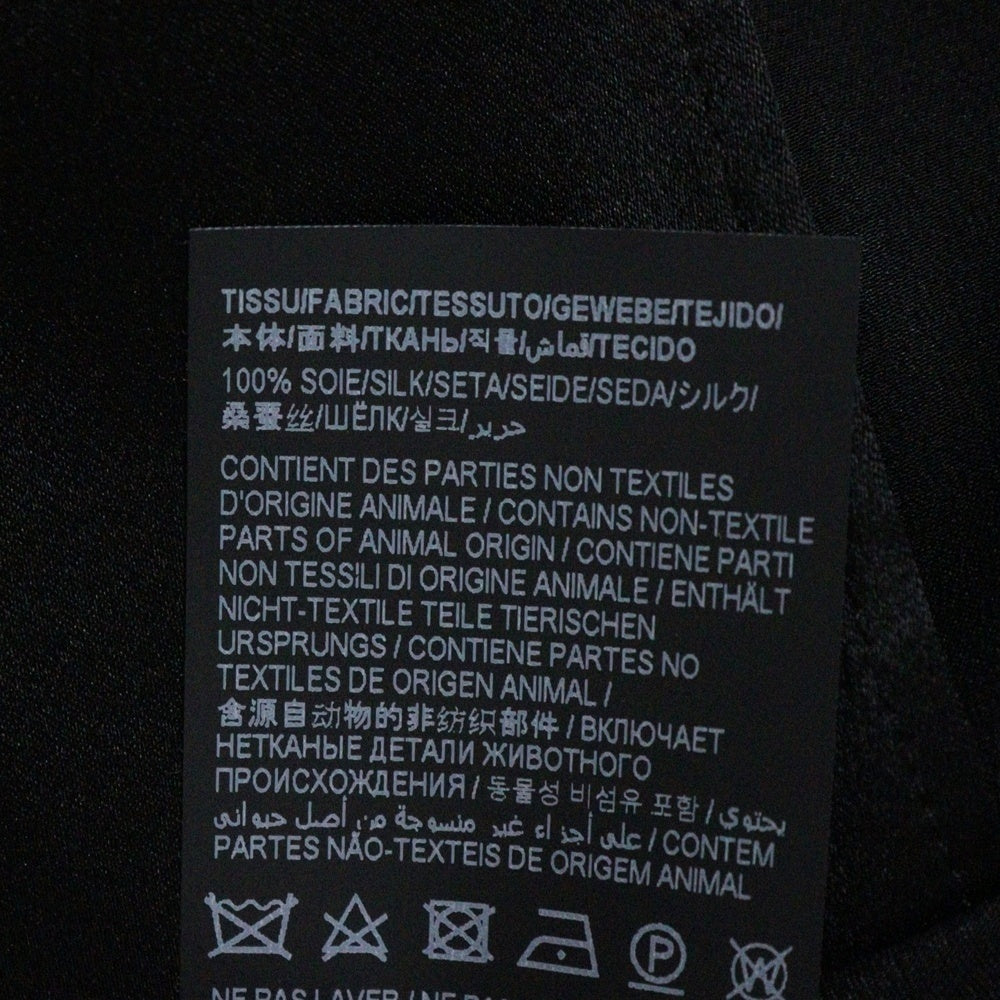 TISSU/FABRIC/TESSUTO/GEWEBE/TEJIDO/
本体/面料/ТКАНЬ/직물/قماش/TECIDO
100% SOIE/SILK/SETA/SEIDE/SEDA/シルク/
桑蚕丝/ШЁЛК/실크/حرير
CONTIENT DES PARTIES NON TEXTILES
D'ORIGINE ANIMALE / CONTAINS NON-TEXTILE
PARTS OF ANIMAL ORIGIN / CONTIENE PARTI
NON TESSILI DI ORIGINE ANIMALE / ENTHÄLT
NICHT-TEXTILE TEILE TIERISCHEN
URSPRUNGS / CONTIENE PARTES NO
TEXTILES DE ORIGEN ANIMAL /
含源自动物的非纺织部件 / ВКЛЮЧАЕТ
НЕТКАНЫЕ ДЕТАЛИ ЖИВОТНОГО
ПРОИСХОЖДЕНИЯ / 동물성 비섬유 포함 / يحتوي
على أجزاء غير منسوجة من أصل حيواني / CONTEM
PARTES NÃO-TEXTEIS DE ORIGEM ANIMAL
P
W
NE PAS LAVER / NE